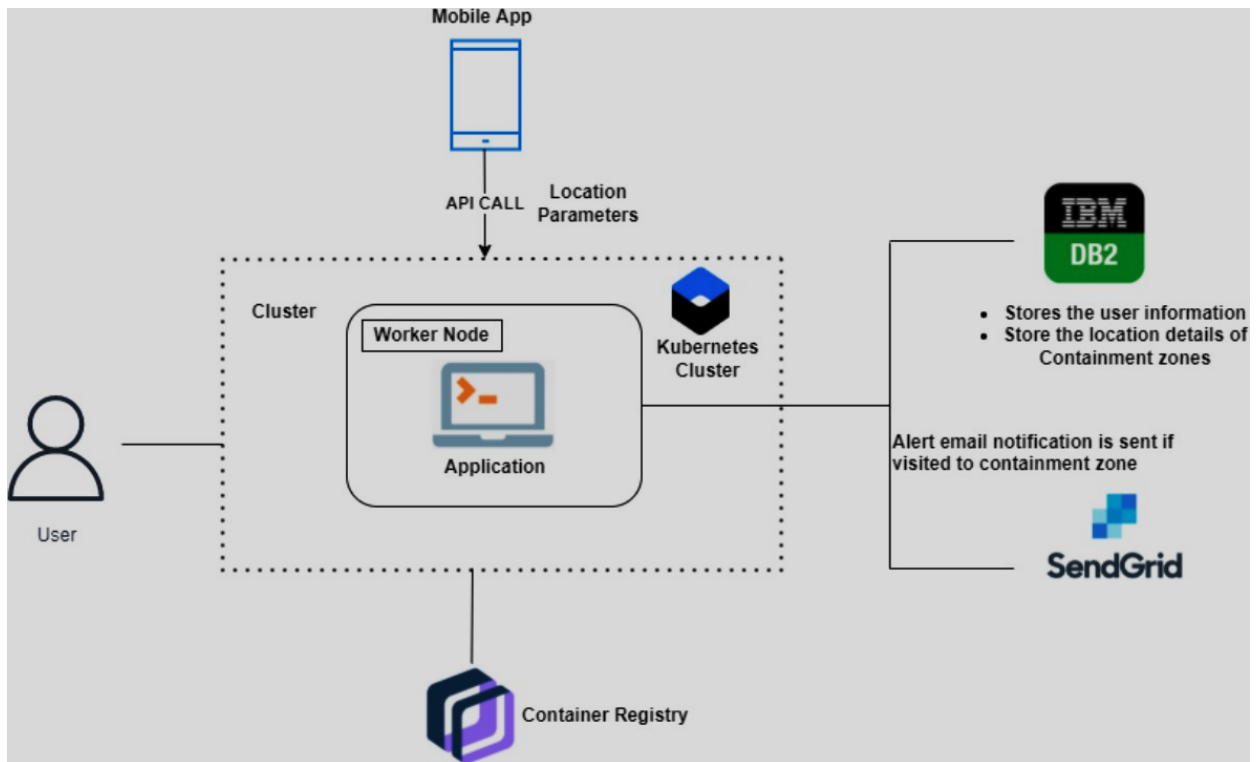 Mobile App
API CALL
Location
Parameters
IBM
DB2
Stores the user information
Store the location details of
Containment zones
Cluster
Worker Node
Kubernetes
Cluster
Application
Alert email notification is sent if
visited to containment zone
User
SendGrid
Container Registry